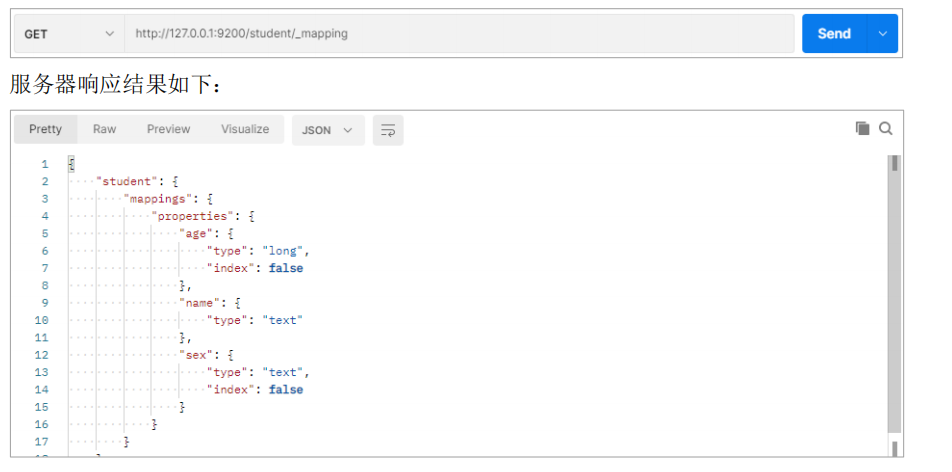 GET http://127.0.0.1:9200/student/_mapping Send
服务器响应结果如下：
Pretty Raw Preview Visualize JSON
1 {
2 "student": {
3 "mappings": {
4 "properties": {
5 "age": {
6 "type": "long",
7 "index": false
8 },
9 "name": {
10 "type": "text"
11 },
12 "sex": {
13 "type": "text",
14 "index": false
15 }
16 }
17 }